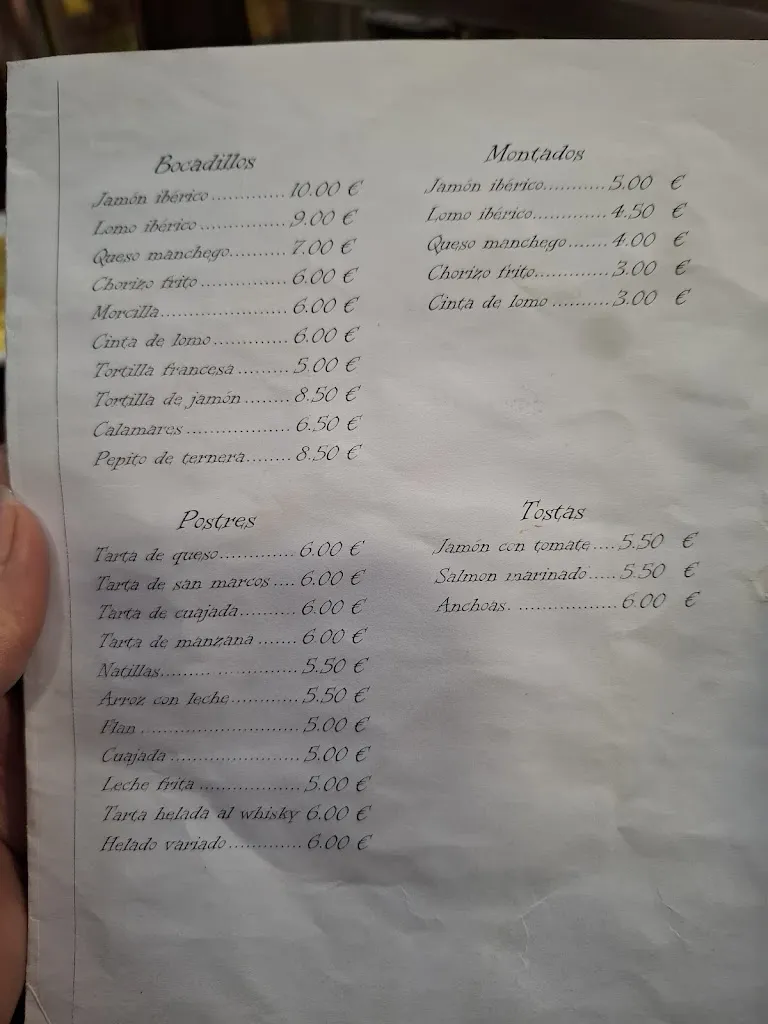 Bocadillos
Jamón ibérico............. 10.00 €
Lomo ibérico................ 9.00 €
Queso manchego.......... 7.00 €
Chorizo frito................ 6.00 €
Morcilla....................... 6.00 €
Cinta de lomo............. 6.00 €
Tortilla francesa......... 5.00 €
Tortilla de jamón........ 8.50 €
Calamares................... 6.50 €
Pepito de ternera........ 8.50 €
Montados
Jamón ibérico...........5.00 €
Lomo ibérico.............4.50 €
Queso manchego.......4.00 €
Chorizo frito.............3.00 €
Cinta de lomo..........3.00 €
Postres
Tarta de queso............. 6.00 €
Tarta de san marcos.... 6.00 €
Tarta de cuajada.......... 6.00 €
Tarta de manzana....... 6.00 €
Natillas........................ 5.50 €
Arroz con leche............ 5.50 €
Flan............................ 5.00 €
Cuajada....................... 5.00 €
Leche frita................... 5.00 €
Tarta helada al whisky 6.00 €
Helado variado............. 6.00 €
Tostas
Jamón con tomate....5.50 €
Salmon marinado.....5.50 €
Anchoas. ..................6.00 €